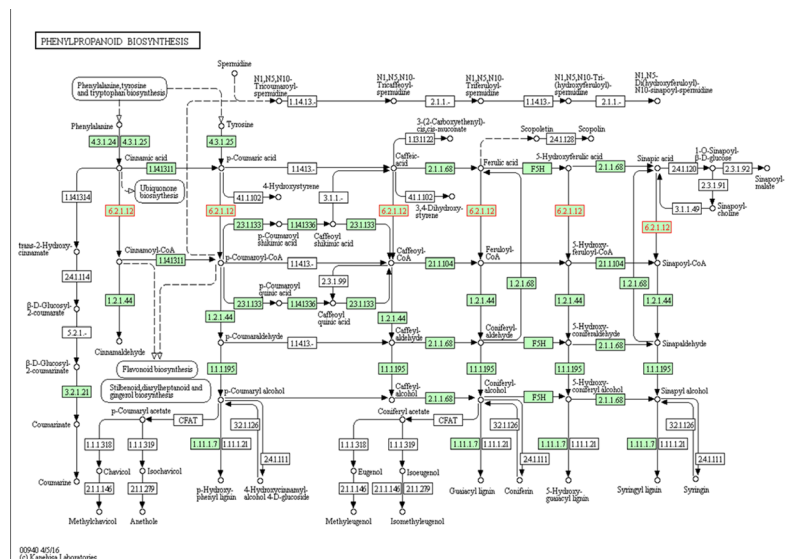 PHENYLPROPANOID BIOSYNTHESIS
Spermidine
Phenylalanine, tyrosine
and tryptophan biosynthesis
N1,N5,N10-
Tricoumaroyl-
spermidine
1.14.13.-
N1,N5,N10-
Tricaffeoyl-
spermidine
2.1.1.-
N1,N5,N10-
Triferuloyl-
spermidine
1.14.13.-
N1,N5,N10-Tri-
(hydroxyferuloyl)-
spermidine
2.1.1.-
N1,N5-
Di(hydroxyferuloyl)-
N10-sinapoyl-spermidine
Phenylalanine
Tyrosine
4.3.1.24
4.3.1.25
4.3.1.25
3-(2-Carboxyethenyl)-
cis,cis-muconate
1.13.11.22
Scopoletin
2.4.1.128
Scopolin
Cinnamic acid
1.14.13.11
p-Coumaric acid
1.14.13.-
Caffeic
acid
2.1.1.68
Ferulic acid
F5H
5-Hydroxyferulic acid
2.1.1.68
Sinapic acid
2.4.1.120
1-O-Sinapoyl-
β-D-glucose
2.3.1.92
Sinapoyl-
malate
2.3.1.91
Ubiquonone
biosynthesis
4.1.1.102
4-Hydroxystyrene
3.1.1.-
4.1.1.102
3,4-Dihydroxy-
styrene
3.1.1.49
Sinapoyl-
choline
1.14.13.14
6.2.1.12
6.2.1.12
6.2.1.12
6.2.1.12
6.2.1.12
6.2.1.12
2.3.1.133
1.14.13.36
2.3.1.133
p-Coumaroyl
shikimic acid
Caffeoyl
shikimic acid
trans-2-Hydroxy-
cinnamate
Cinnamoyl-CoA
1.14.13.11
p-Coumaroyl-CoA
1.14.13.-
Caffeoyl-
CoA
2.1.1.104
Feruloyl-
CoA
5-Hydroxy-
feruloyl-CoA
2.1.1.104
Sinapoyl-CoA
2.4.1.114
2.3.1.99
1.2.1.68
1.2.1.68
p-Coumaroyl
quinic acid
2.3.1.133
1.14.13.36
2.3.1.133
Caffeoyl
quinic acid
1.2.1.44
1.2.1.44
1.2.1.44
1.2.1.44
1.2.1.44
1.2.1.44
β-D-Glucosyl-
2-coumarate
5.2.1.-
Cinnamaldehyde
p-Coumaraldehyde
1.14.13.-
Caffeyl-
aldehyde
2.1.1.68
Coniferyl-
aldehyde
F5H
5-Hydroxy-
coniferaldehyde
2.1.1.68
Sinapaldehyde
β-D-Glucosyl-
2-coumarinate
Flavonoid biosynthesis
Stilbenoid, diarylheptanoid and
gingerol biosynthesis
1.1.1.195
1.1.1.195
1.1.1.195
1.1.1.195
1.1.1.195
3.2.1.21
p-Coumaryl alcohol
Caffeyl-
alcohol
2.1.1.68
Coniferyl-
alcohol
F5H
5-Hydroxy-
coniferyl alcohol
2.1.1.68
Sinapyl alcohol
p-Coumaryl acetate
CFAT
Coniferyl acetate
CFAT
Coumarinate
3.2.1.126
3.2.1.126
3.2.1.126
1.1.1.318
1.1.1.319
1.11.1.7
1.11.1.21
1.1.1.318
1.1.1.319
1.11.1.7
1.11.1.21
1.11.1.7
1.11.1.21
1.11.1.7
1.11.1.21
2.4.1.111
2.4.1.111
2.4.1.111
Chavicol
Isochavicol
Eugenol
Isoeugenol
Coumarine
2.1.1.146
2.1.1.279
p-Hydroxy-
phenyl lignin
4-Hydroxycinnamyl
alcohol 4-D-glucoside
2.1.1.146
2.1.1.279
Guaiacyl lignin
Coniferin
5-Hydroxy-
guaiacyl lignin
Syringyl lignin
Syringin
Methylchavicol
Anethole
Methyleugenol
Isomethyleugenol
00940 4/5/16
(c) Kanehisa Laboratories